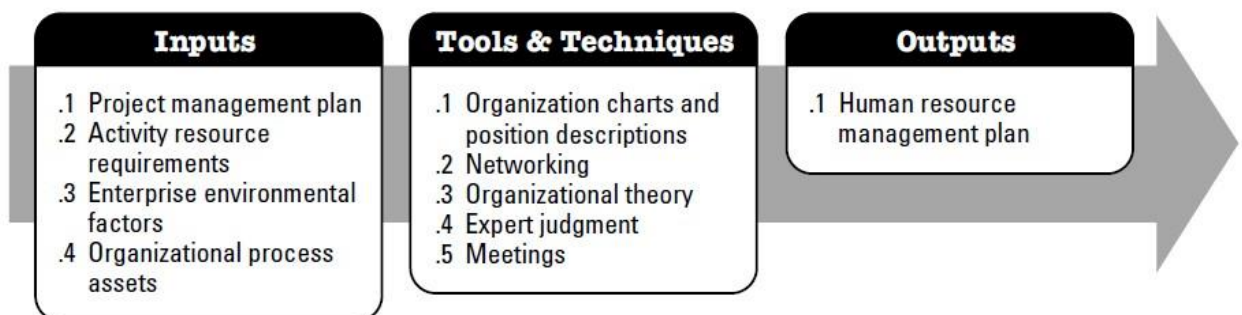 Inputs
.1 Project management plan
.2 Activity resource
requirements
.3 Enterprise environmental
factors
.4 Organizational process
assets
Tools & Techniques
.1 Organization charts and
position descriptions
.2 Networking
.3 Organizational theory
.4 Expert judgment
.5 Meetings
Outputs
.1 Human resource
management plan